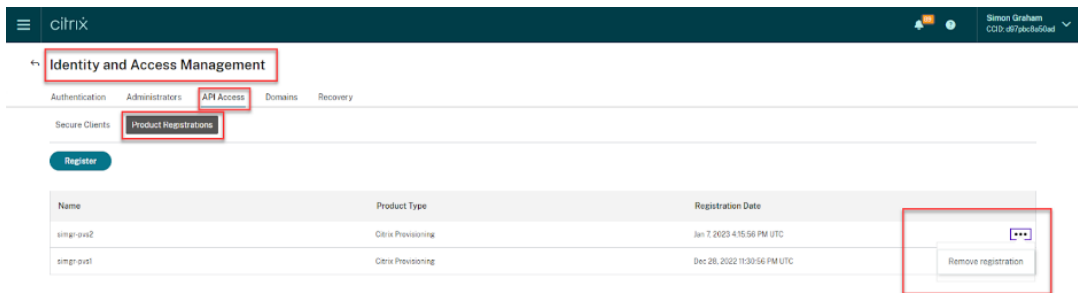 citrix
Simon Graham
CCID: d97pbc8a50ad
Identity and Access Management
Authentication Administrators API Access Domains Recovery
Secure Clients Product Registrations
Register
Name Product Type Registration Date
simgr-pvs2 Citrix Provisioning Jan 7, 2023 4:15:56 PM UTC
simgr-pvs1 Citrix Provisioning Dec 28, 2022 11:30:56 PM UTC
Remove registration